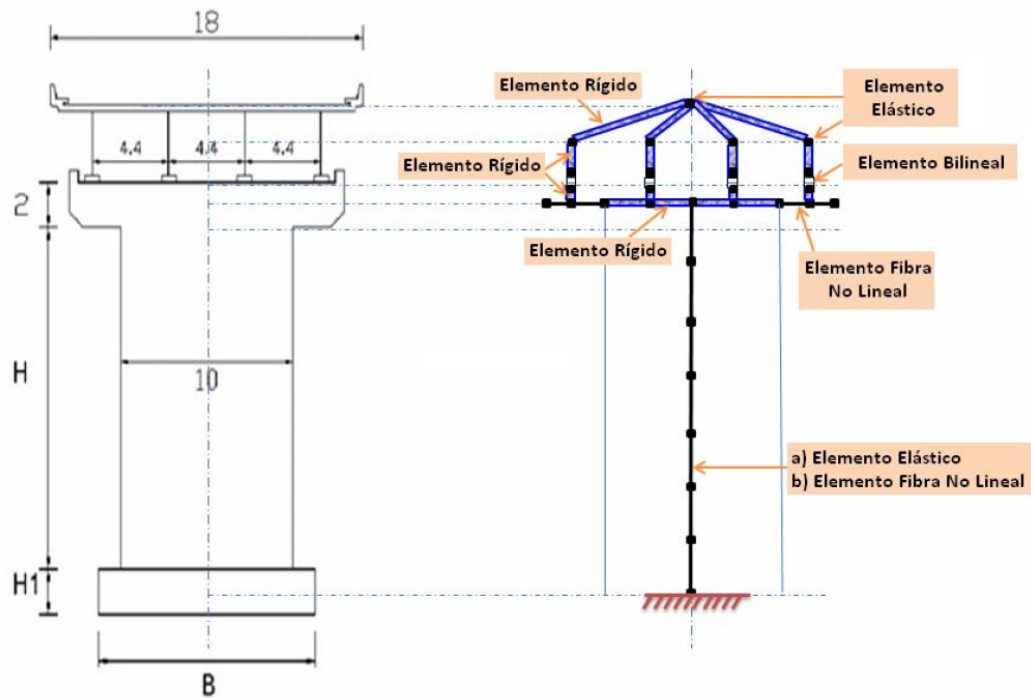 18
4.4
4.4
4.4
2
H
10
H1
B
Elemento Rígido
Elemento
Elástico
Elemento Rígido
Elemento Bilineal
Elemento Rígido
Elemento Fibra
No Lineal
a) Elemento Elástico
b) Elemento Fibra No Lineal